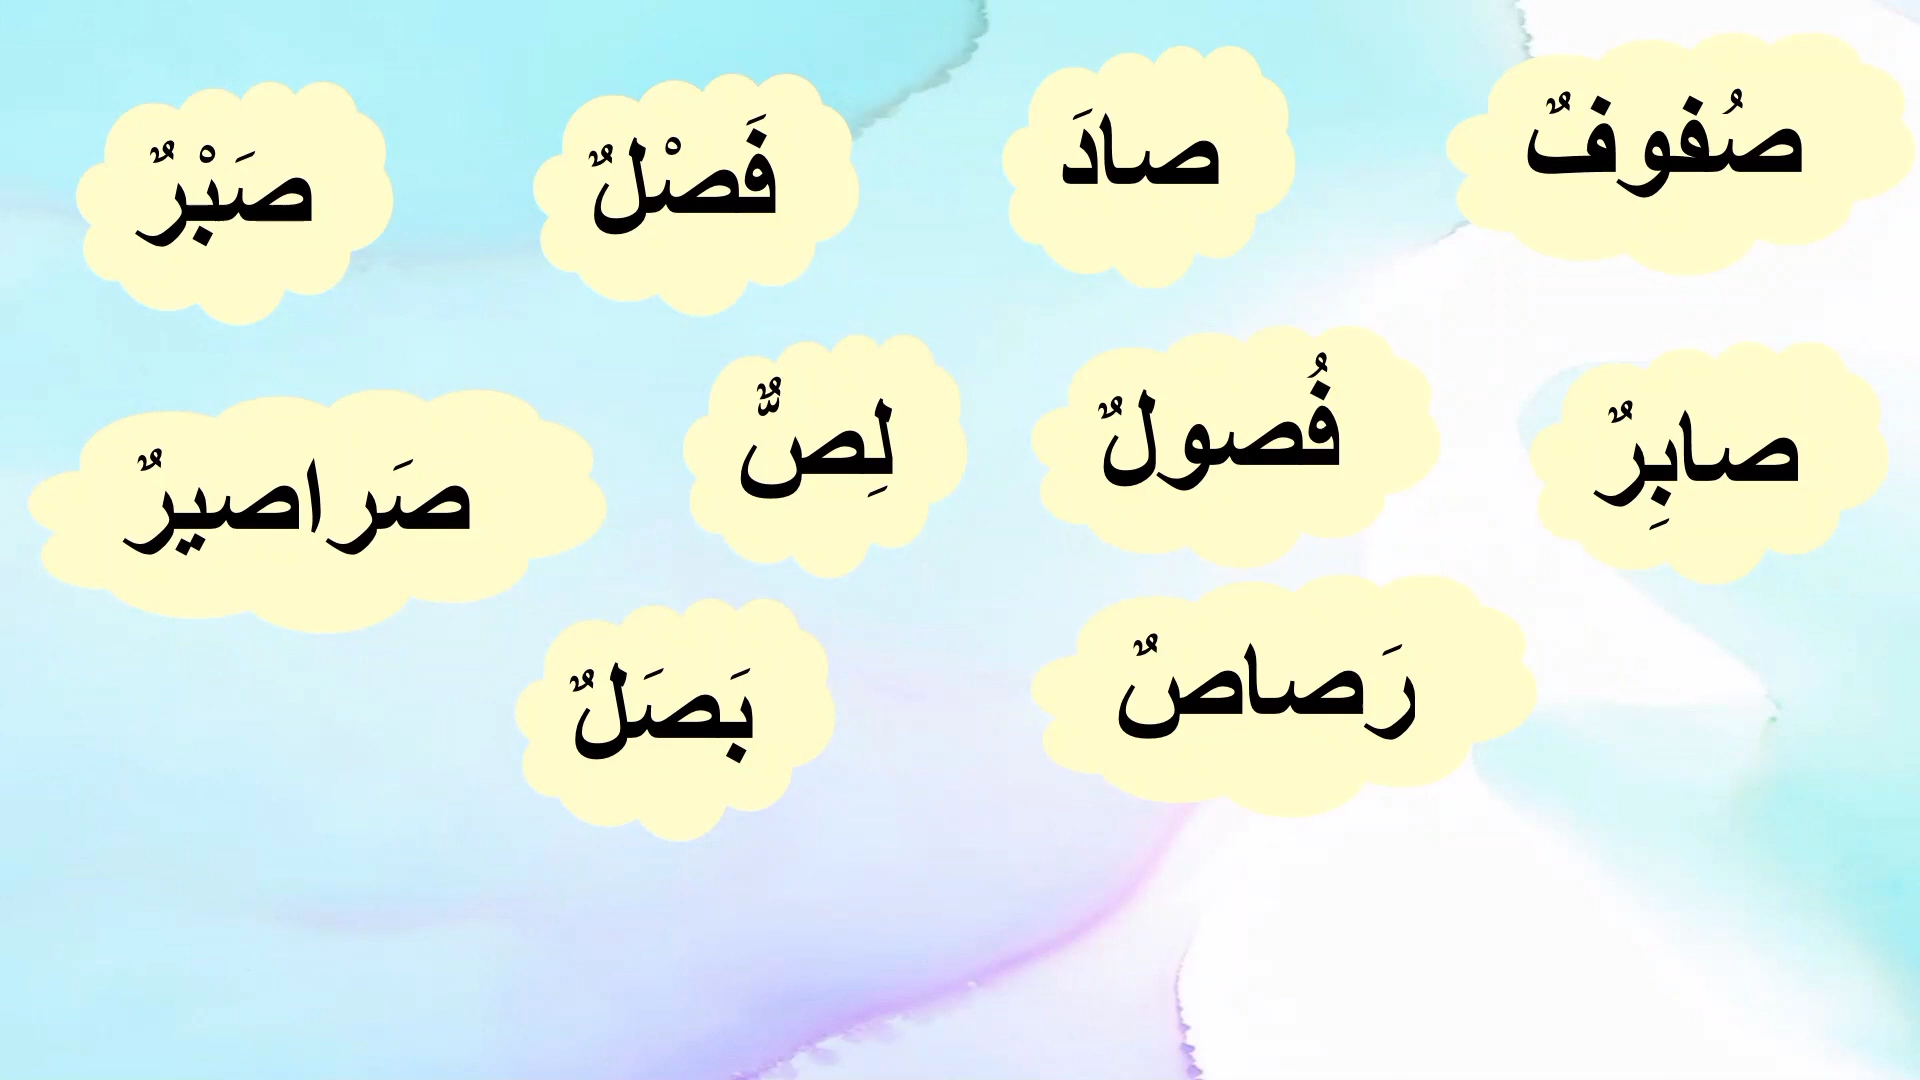 صُفوفٌ
صادَ
فَصْلٌ
صَبْرٌ
صابِرٌ
فُصولٌ
لِصٌّ
صَراصيرٌ
رَصاصٌ
بَصَلٌ